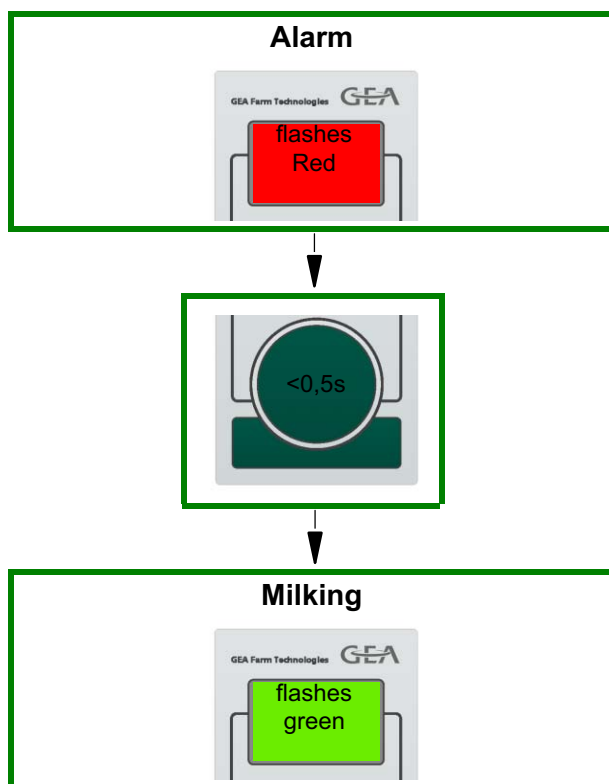 Alarm
GEA Farm Technologies GEA
flashes
Red
<0,5s
Milking
GEA Farm Technologies GEA
flashes
green